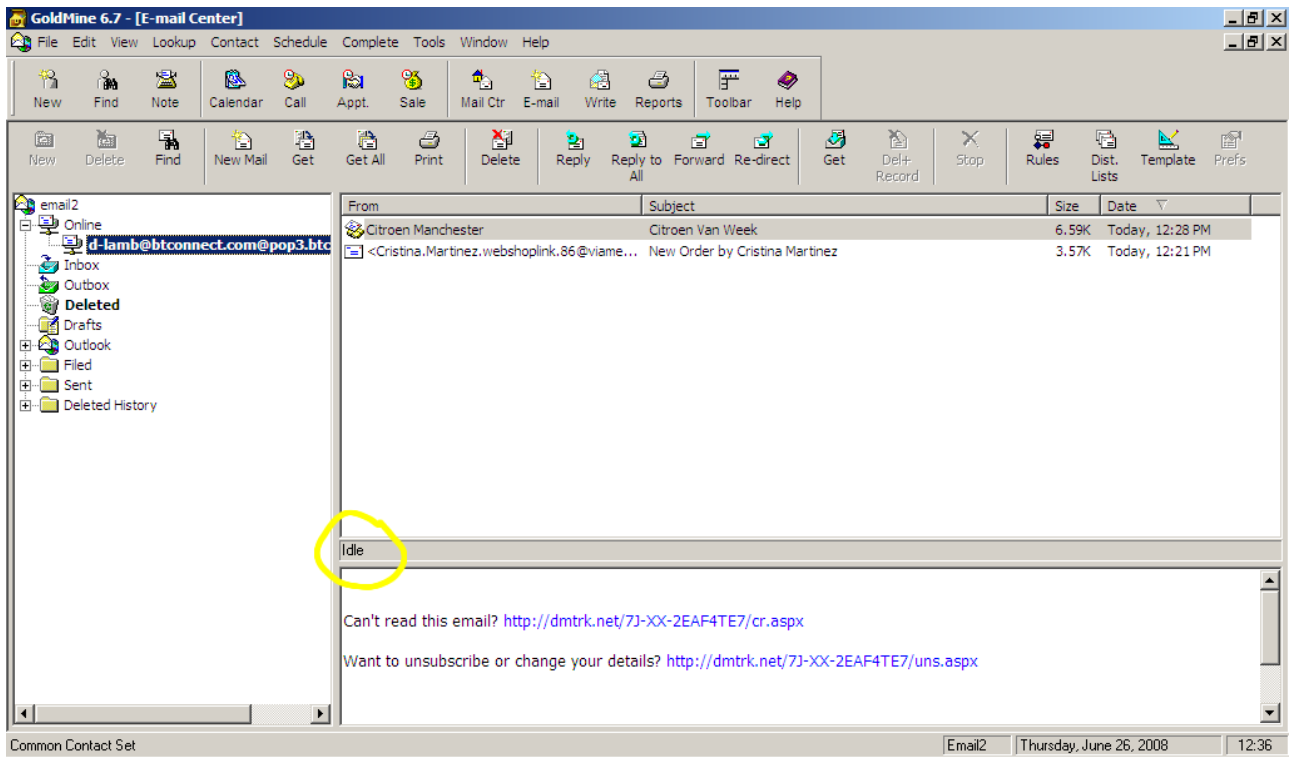 GoldMine 6.7 - [E-mail Center]
File Edit View Lookup Contact Schedule Complete Tools Window Help
New Find Note Calendar Call Appt. Sale Mail Ctr E-mail Write Reports Toolbar Help
New Delete Find New Mail Get Get All Print Delete Reply Reply to All Forward Re-direct Get Del+ Record Stop Rules Dist. Lists Template Prefs
email2
Online
d-lamb@btconnect.com@pop3.btc
Inbox
Outbox
Deleted
Drafts
Outlook
Filed
Sent
Deleted History
From Subject Size Date
Citroen Manchester Citroen Van Week 6.59K Today, 12:28 PM
<Cristina.Martinez.webshoplink.86@viame... New Order by Cristina Martinez 3.57K Today, 12:21 PM
Idle
Can't read this email? http://dmtrk.net/7J-XX-2EAF4TE7/cr.aspx
Want to unsubscribe or change your details? http://dmtrk.net/7J-XX-2EAF4TE7/uns.aspx
Common Contact Set Email2 Thursday, June 26, 2008 12:36